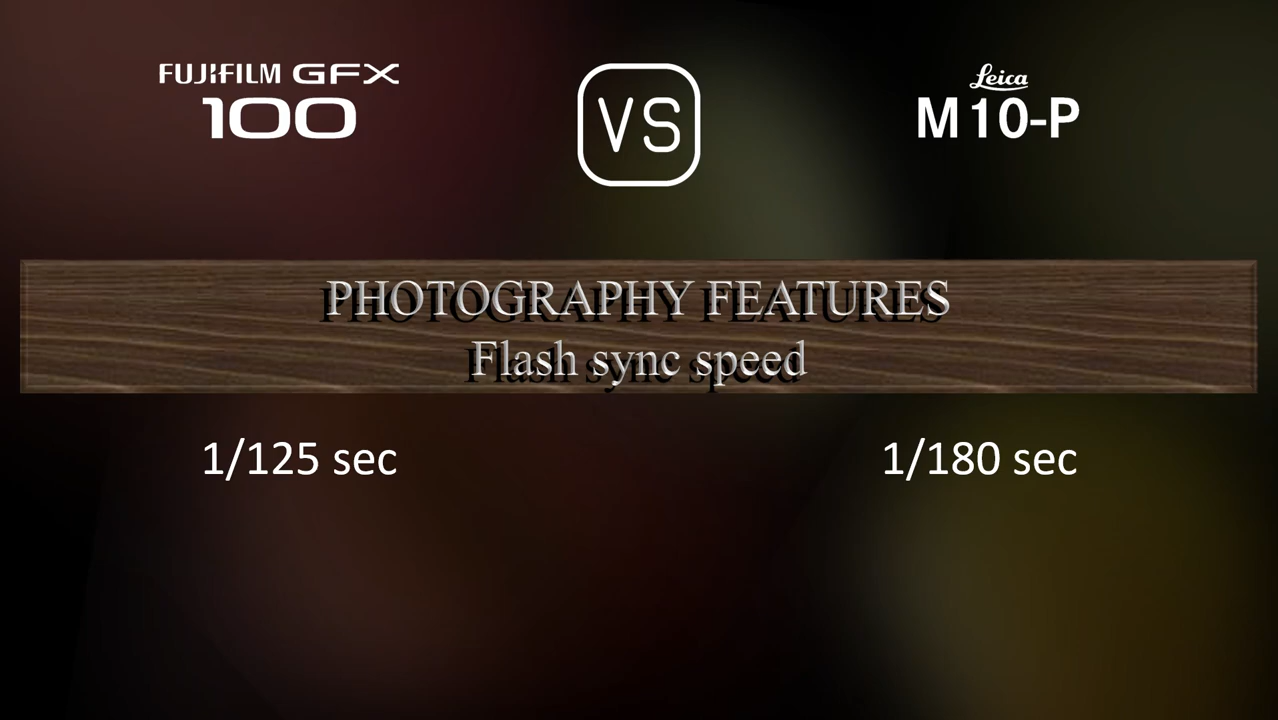 FUJIFILM GFX
100
VS
Leica
M10-P
PHOTOGRAPHY FEATURES
Flash sync speed
1/125 sec
1/180 sec